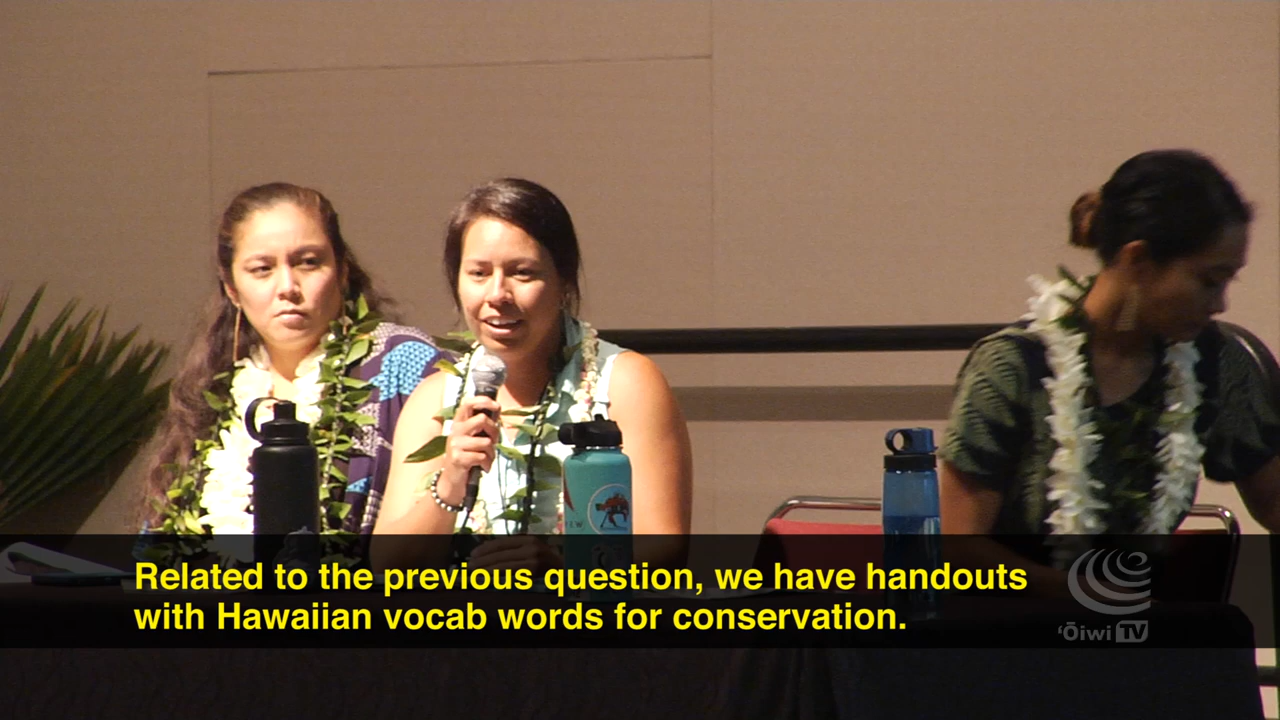 Related to the previous question, we have handouts
with Hawaiian vocab words for conservation.
ʻŌiwi TV